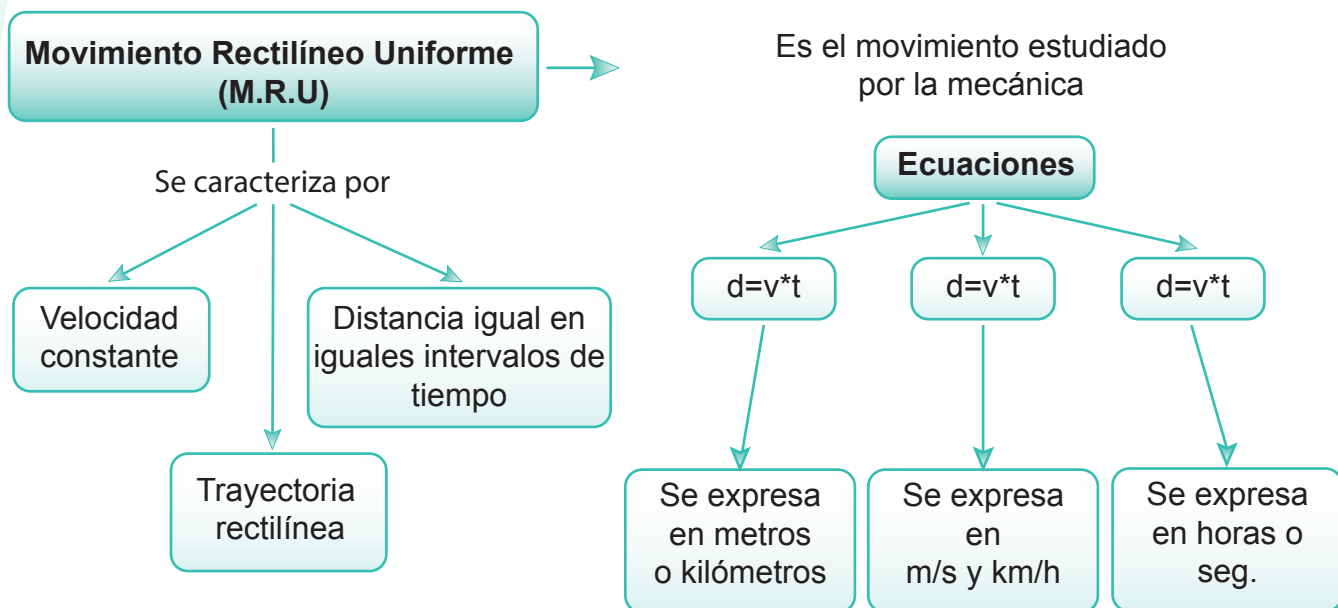 Movimiento Rectilíneo Uniforme
(M.R.U)
Es el movimiento estudiado
por la mecánica
Se caracteriza por
Velocidad
constante
Distancia igual en
iguales intervalos de
tiempo
Trayectoria
rectilínea
Ecuaciones
d=v*t
d=v*t
d=v*t
Se expresa
en metros
o kilómetros
Se expresa
en
m/s y km/h
Se expresa
en horas o
seg.